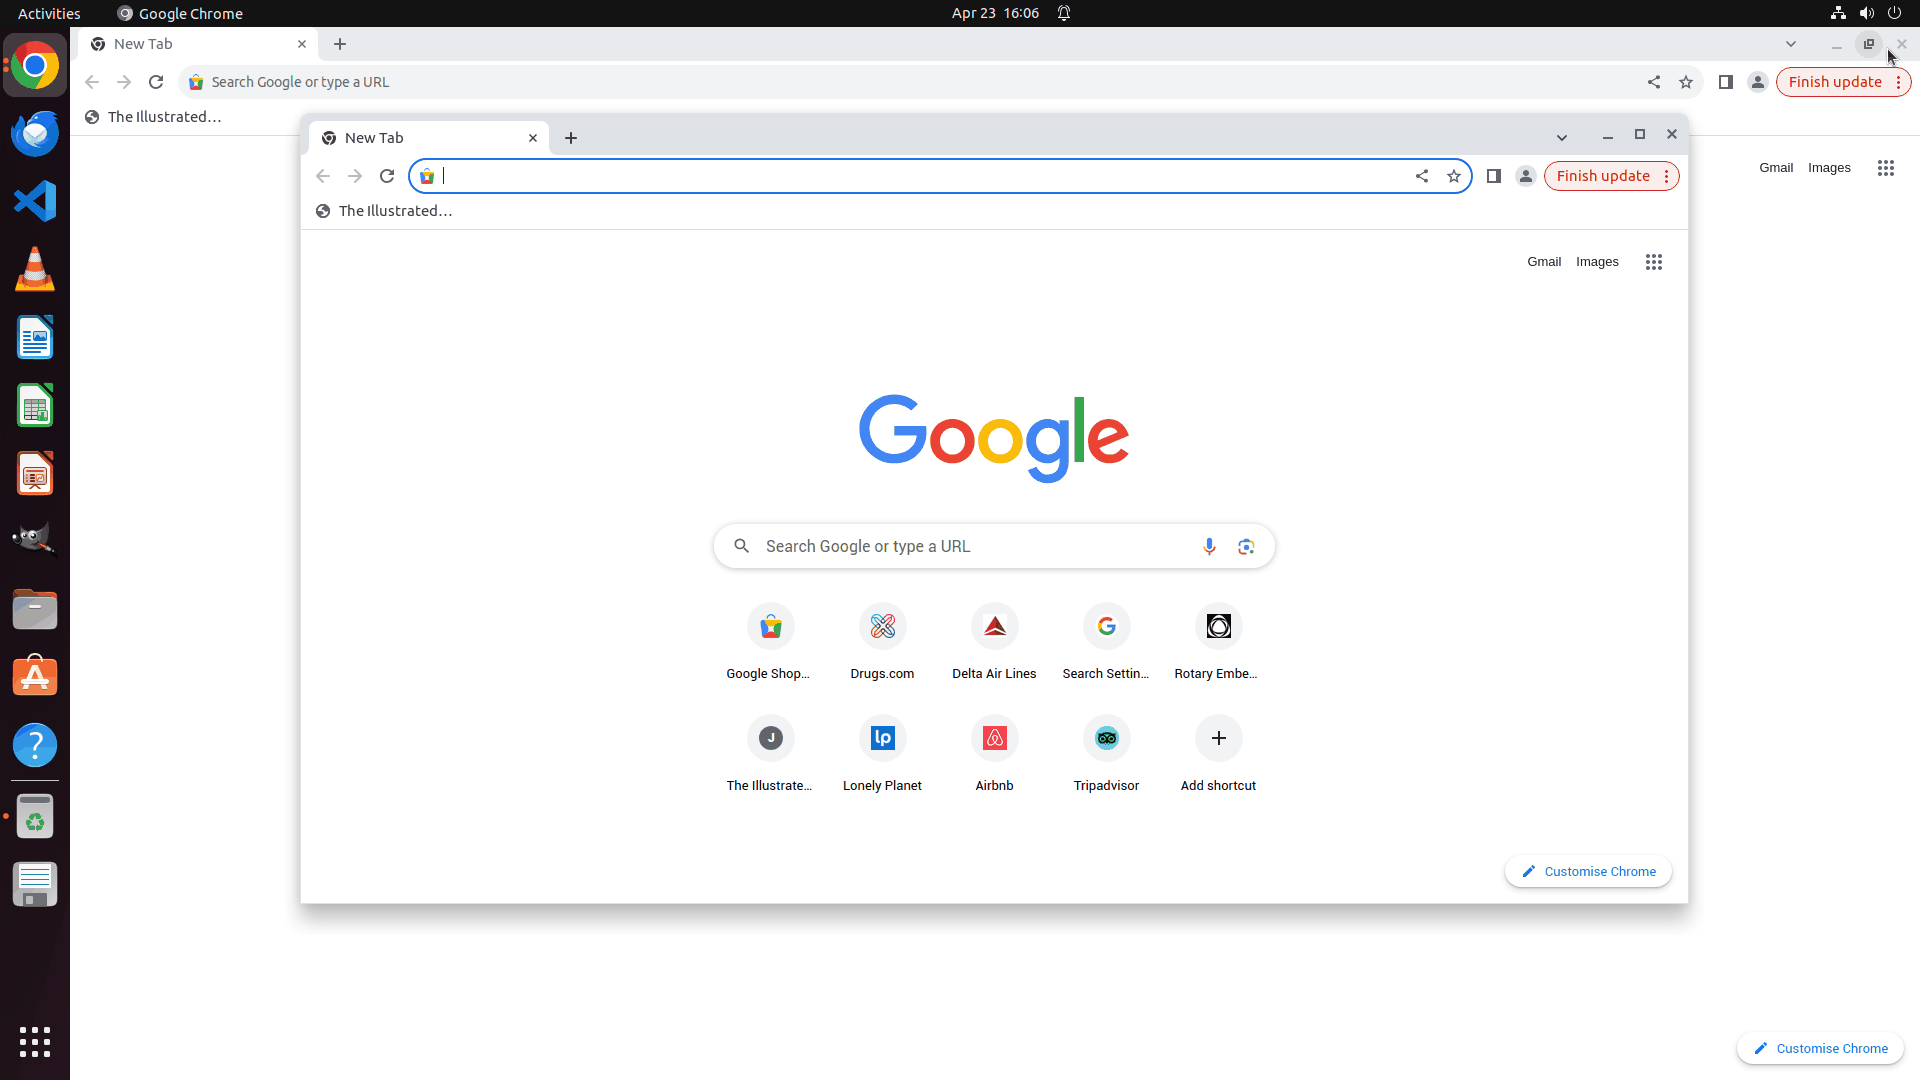 Activities
Google Chrome
Apr 23 16:06
New Tab
Search Google or type a URL
Finish update
The Illustrated…
Gmail
Images
New Tab
Finish update
The Illustrated…
Gmail
Images
Google
Search Google or type a URL
Google Shop...
Drugs.com
Delta Air Lines
Search Settin...
Rotary Embe...
J
lp
The Illustrate...
Lonely Planet
Airbnb
Tripadvisor
Add shortcut
Customise Chrome
Customise Chrome